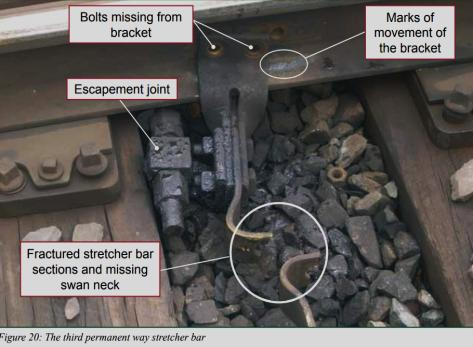 Bolts missing from
bracket
Marks of
movement of
the bracket
Escapement joint
Fractured stretcher bar
sections and missing
swan neck
Figure 20: The third permanent way stretcher bar